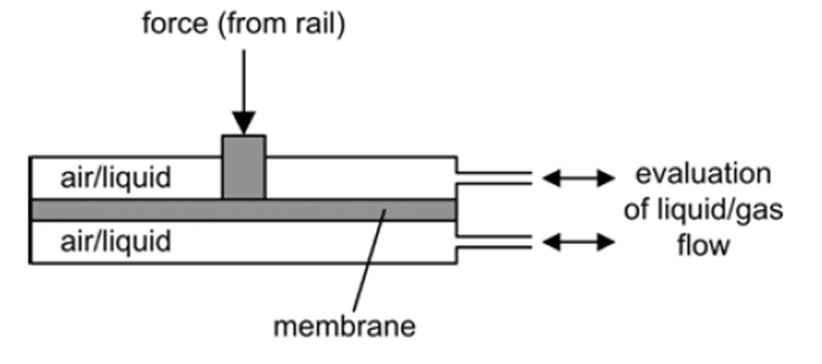 force (from rail)
air/liquid
air/liquid
evaluation
of liquid/gas
flow
membrane